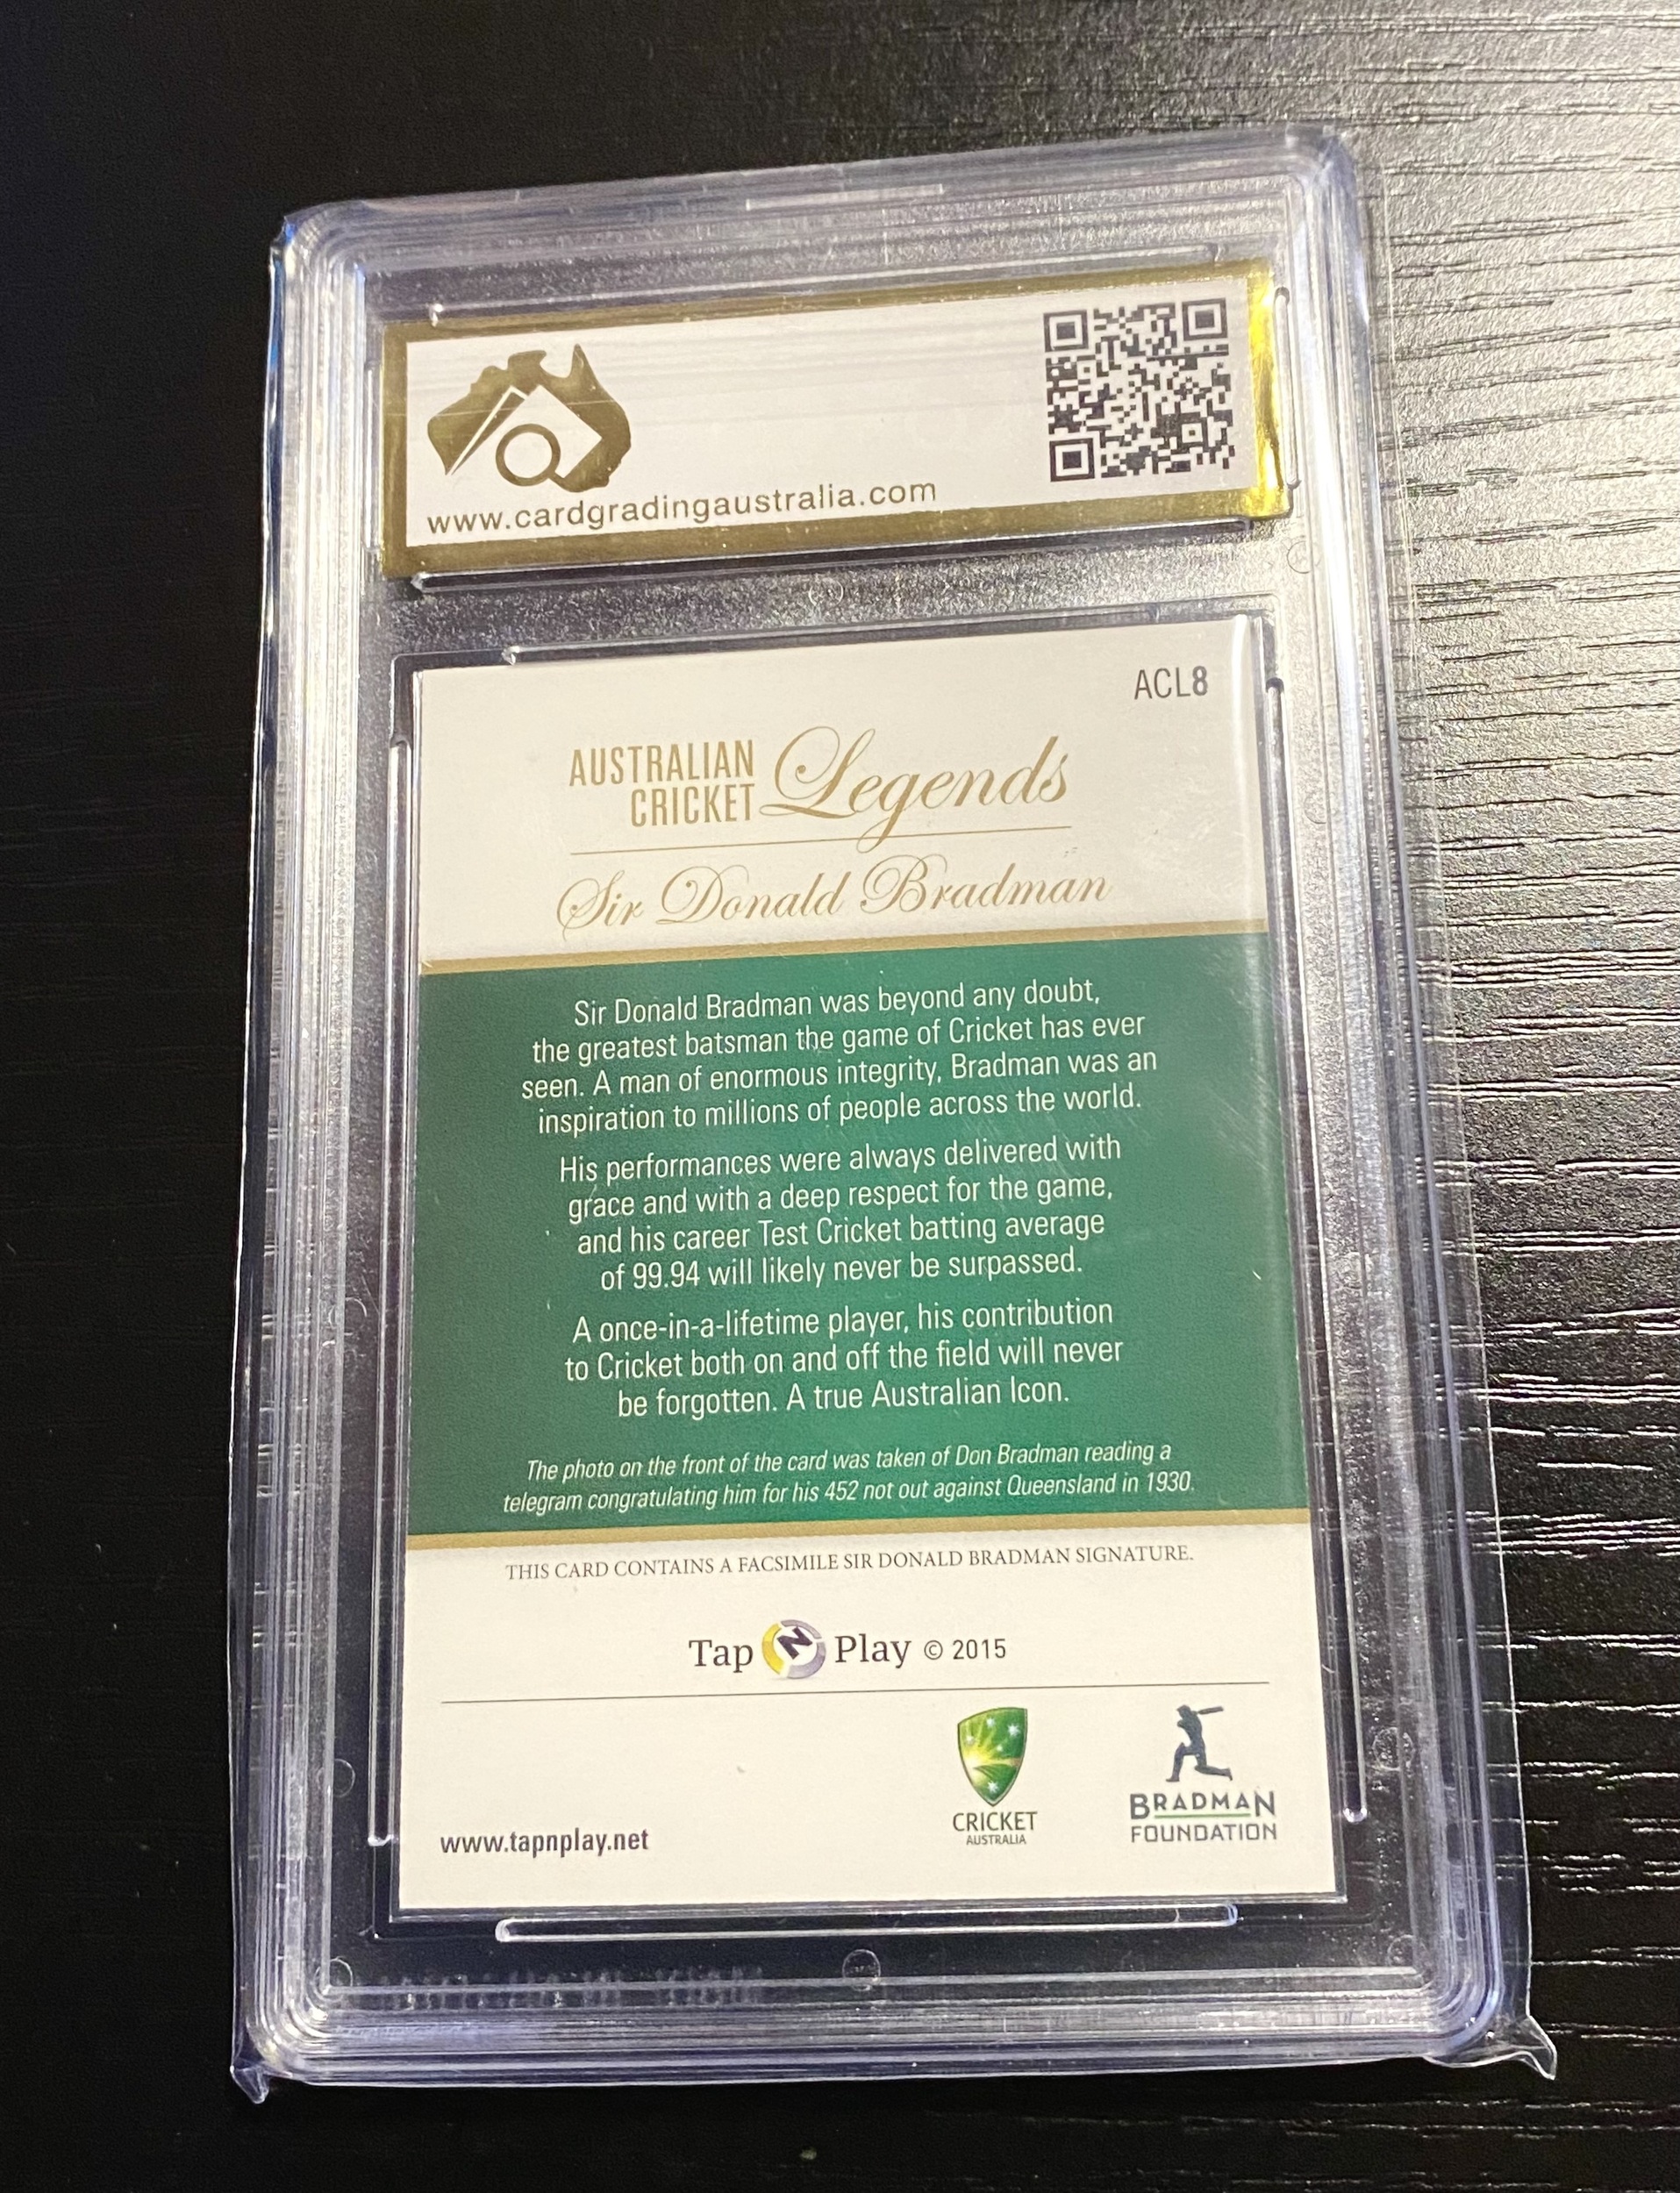 www.cardgradingaustralia.com
ACL8
AUSTRALIAN
CRICKET Legends
Sir Donald Bradman
Sir Donald Bradman was beyond any doubt,
the greatest batsman the game of Cricket has ever
seen. A man of enormous integrity, Bradman was an
inspiration to millions of people across the world.
His performances were always delivered with
grace and with a deep respect for the game,
and his career Test Cricket batting average
of 99.94 will likely never be surpassed.
A once-in-a-lifetime player, his contribution
to Cricket both on and off the field will never
be forgotten. A true Australian Icon.
The photo on the front of the card was taken of Don Bradman reading a
telegram congratulating him for his 452 not out against Queensland in 1930.
THIS CARD CONTAINS A FACSIMILE SIR DONALD BRADMAN SIGNATURE.
Tap N Play © 2015
CRICKET
AUSTRALIA
BRADMAN
FOUNDATION
www.tapnplay.net